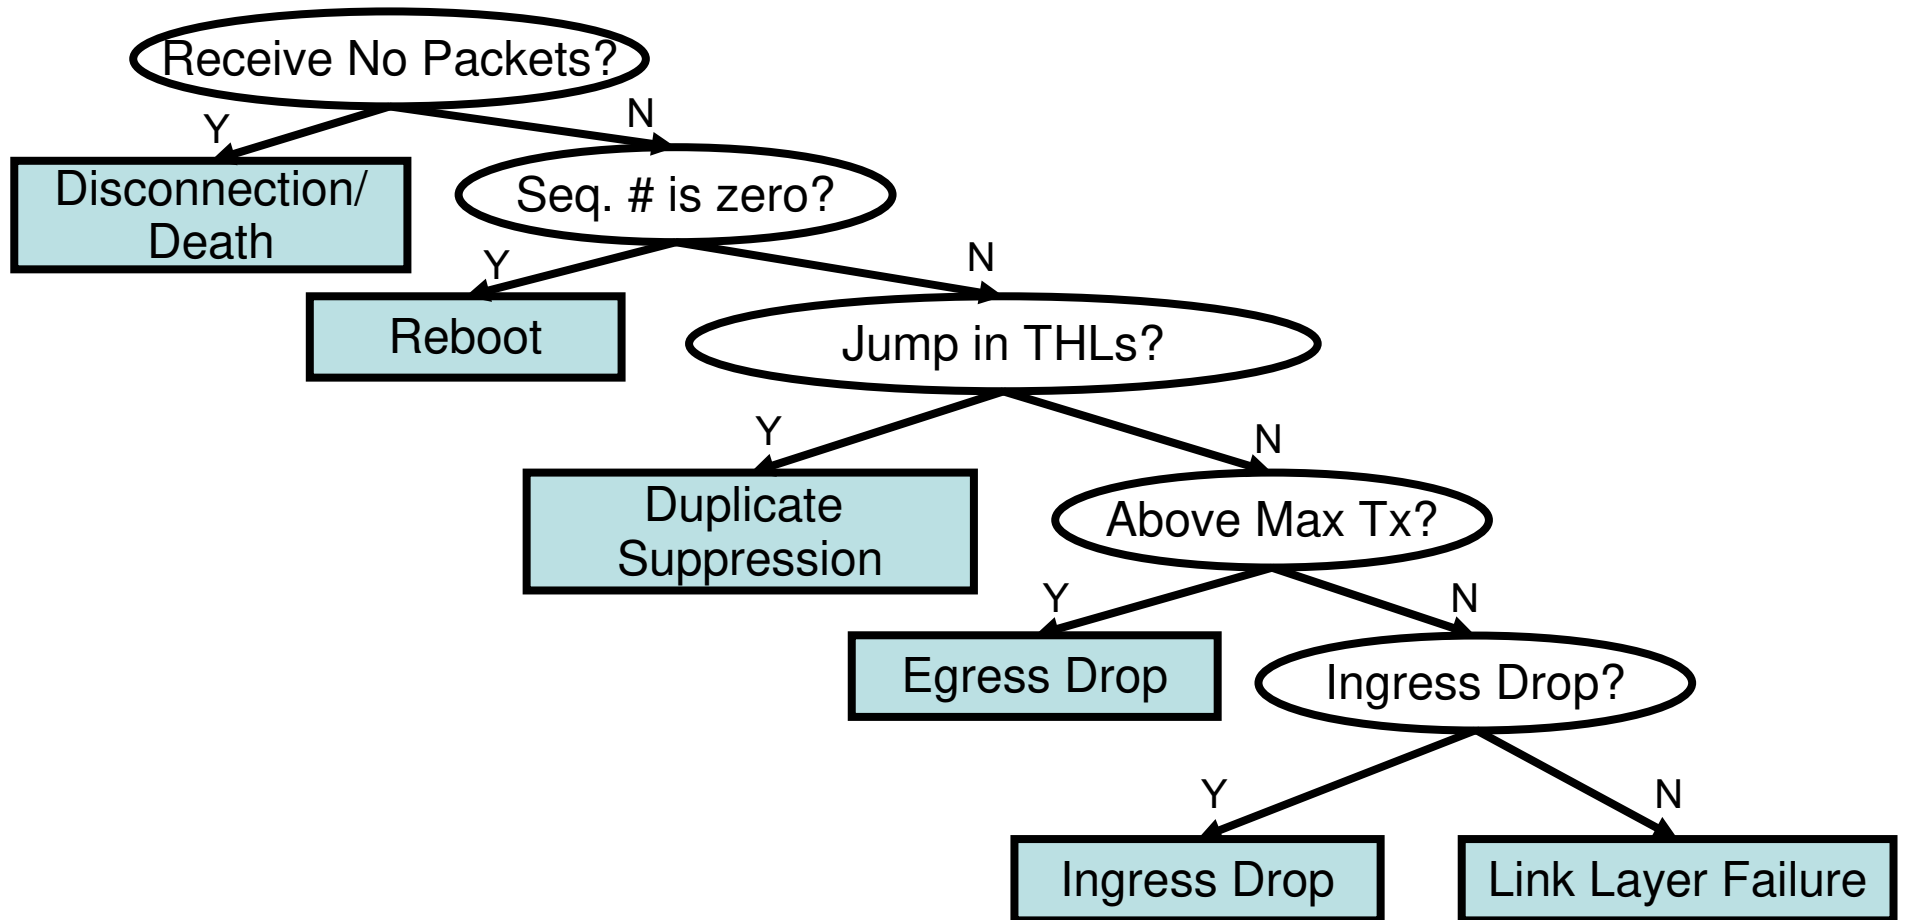 Receive No Packets?
Y
N
Disconnection/
Death
Seq. # is zero?
Y
N
Reboot
Jump in THLs?
Y
N
Duplicate
Suppression
Above Max Tx?
Y
N
Egress Drop
Ingress Drop?
Y
N
Ingress Drop
Link Layer Failure